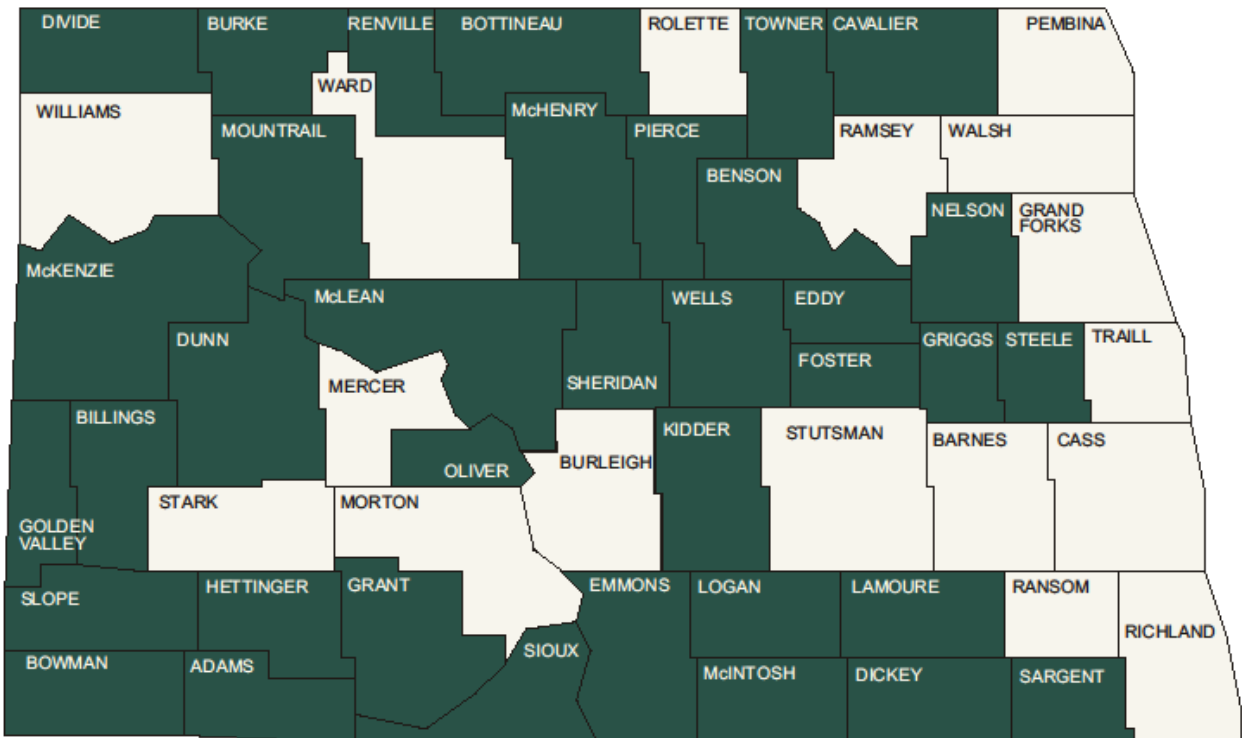 DIVIDE
BURKE
RENVILLE
BOTTINEAU
ROLETTE
TOWNER
CAVALIER
PEMBINA
WARD
WILLIAMS
McHENRY
MOUNTRAIL
PIERCE
RAMSEY
WALSH
BENSON
NELSON
GRAND
FORKS
McKENZIE
McLEAN
WELLS
EDDY
DUNN
GRIGGS
STEELE
TRAILL
FOSTER
MERCER
SHERIDAN
BILLINGS
KIDDER
STUTSMAN
BARNES
CASS
BURLEIGH
OLIVER
STARK
MORTON
GOLDEN
VALLEY
HETTINGER
GRANT
EMMONS
LOGAN
LAMOURE
RANSOM
SLOPE
RICHLAND
SIOUX
BOWMAN
ADAMS
McINTOSH
DICKEY
SARGENT